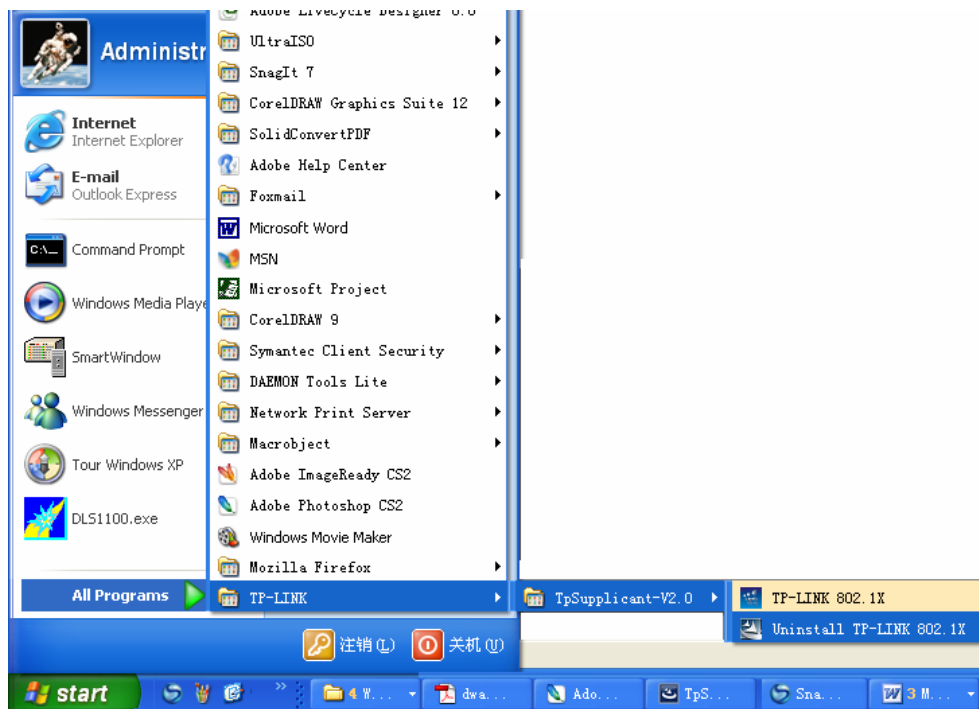 Administr
Internet
Internet Explorer
E-mail
Outlook Express
Command Prompt
Windows Media Playe
SmartWindow
Windows Messenger
Tour Windows XP
DLS1100.exe
All Programs
Adobe LiveCycle Designer
UltraISO
SnagIt 7
CorelDRAW Graphics Suite 12
SolidConvertPDF
Adobe Help Center
Foxmail
Microsoft Word
MSN
Microsoft Project
CorelDRAW 9
Symantec Client Security
DAEMON Tools Lite
Network Print Server
Macrobject
Adobe ImageReady CS2
Adobe Photoshop CS2
Windows Movie Maker
Mozilla Firefox
TP-LINK
TpSupplicant-V2.0
TP-LINK 802.1X
Uninstall TP-LINK 802.1X
注销(L)
关机(U)
start
4 W...
dwa...
Ado...
TpS...
Sna...
3 M...